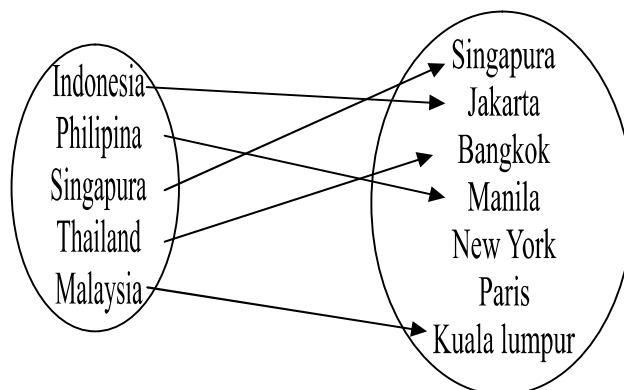 Indonesia
Philipina
Singapura
Thailand
Malaysia
Singapura
Jakarta
Bangkok
Manila
New York
Paris
Kuala lumpur